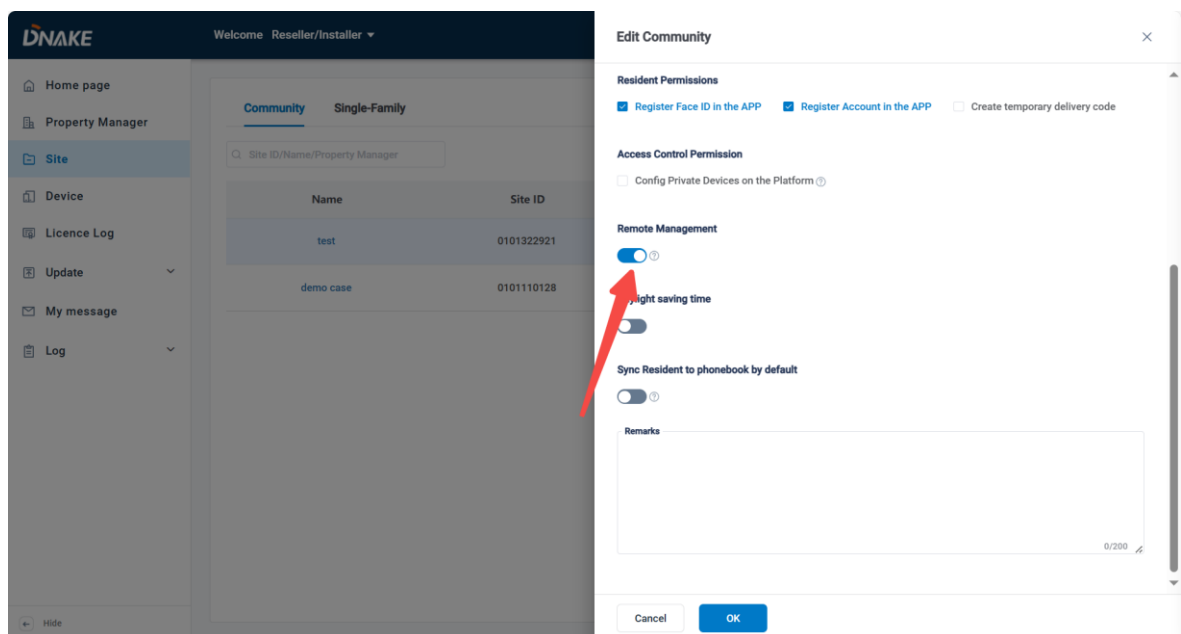 DNAKE
Welcome Reseller/Installer
Home page
Property Manager
Site
Device
Licence Log
Update
My message
Log
Hide
Community Single-Family
Site ID/Name/Property Manager
Name Site ID
test 0101322921
demo case 0101110128
Edit Community
Resident Permissions
Register Face ID in the APP Register Account in the APP Create temporary delivery code
Access Control Permission
Config Private Devices on the Platform
Remote Management
light saving time
Sync Resident to phonebook by default
Remarks
0/200
Cancel OK